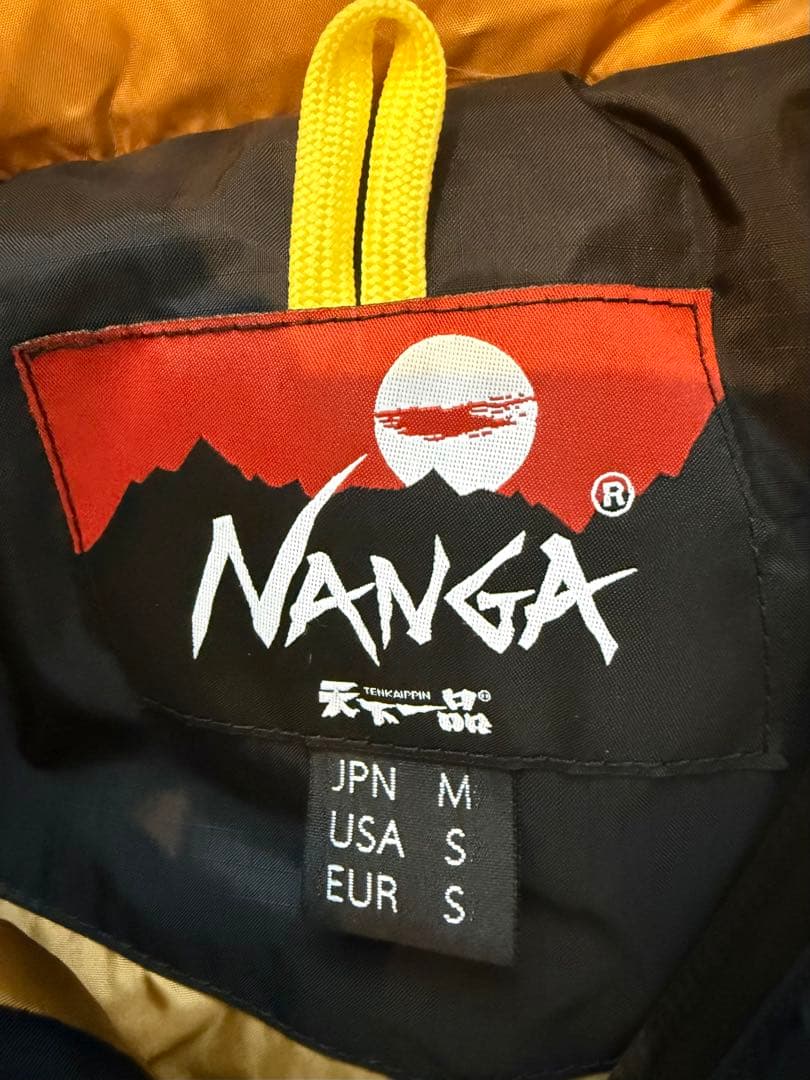 NANGA®
TENKAIPPIN
天下一品®
JPN M
USA S
EUR S